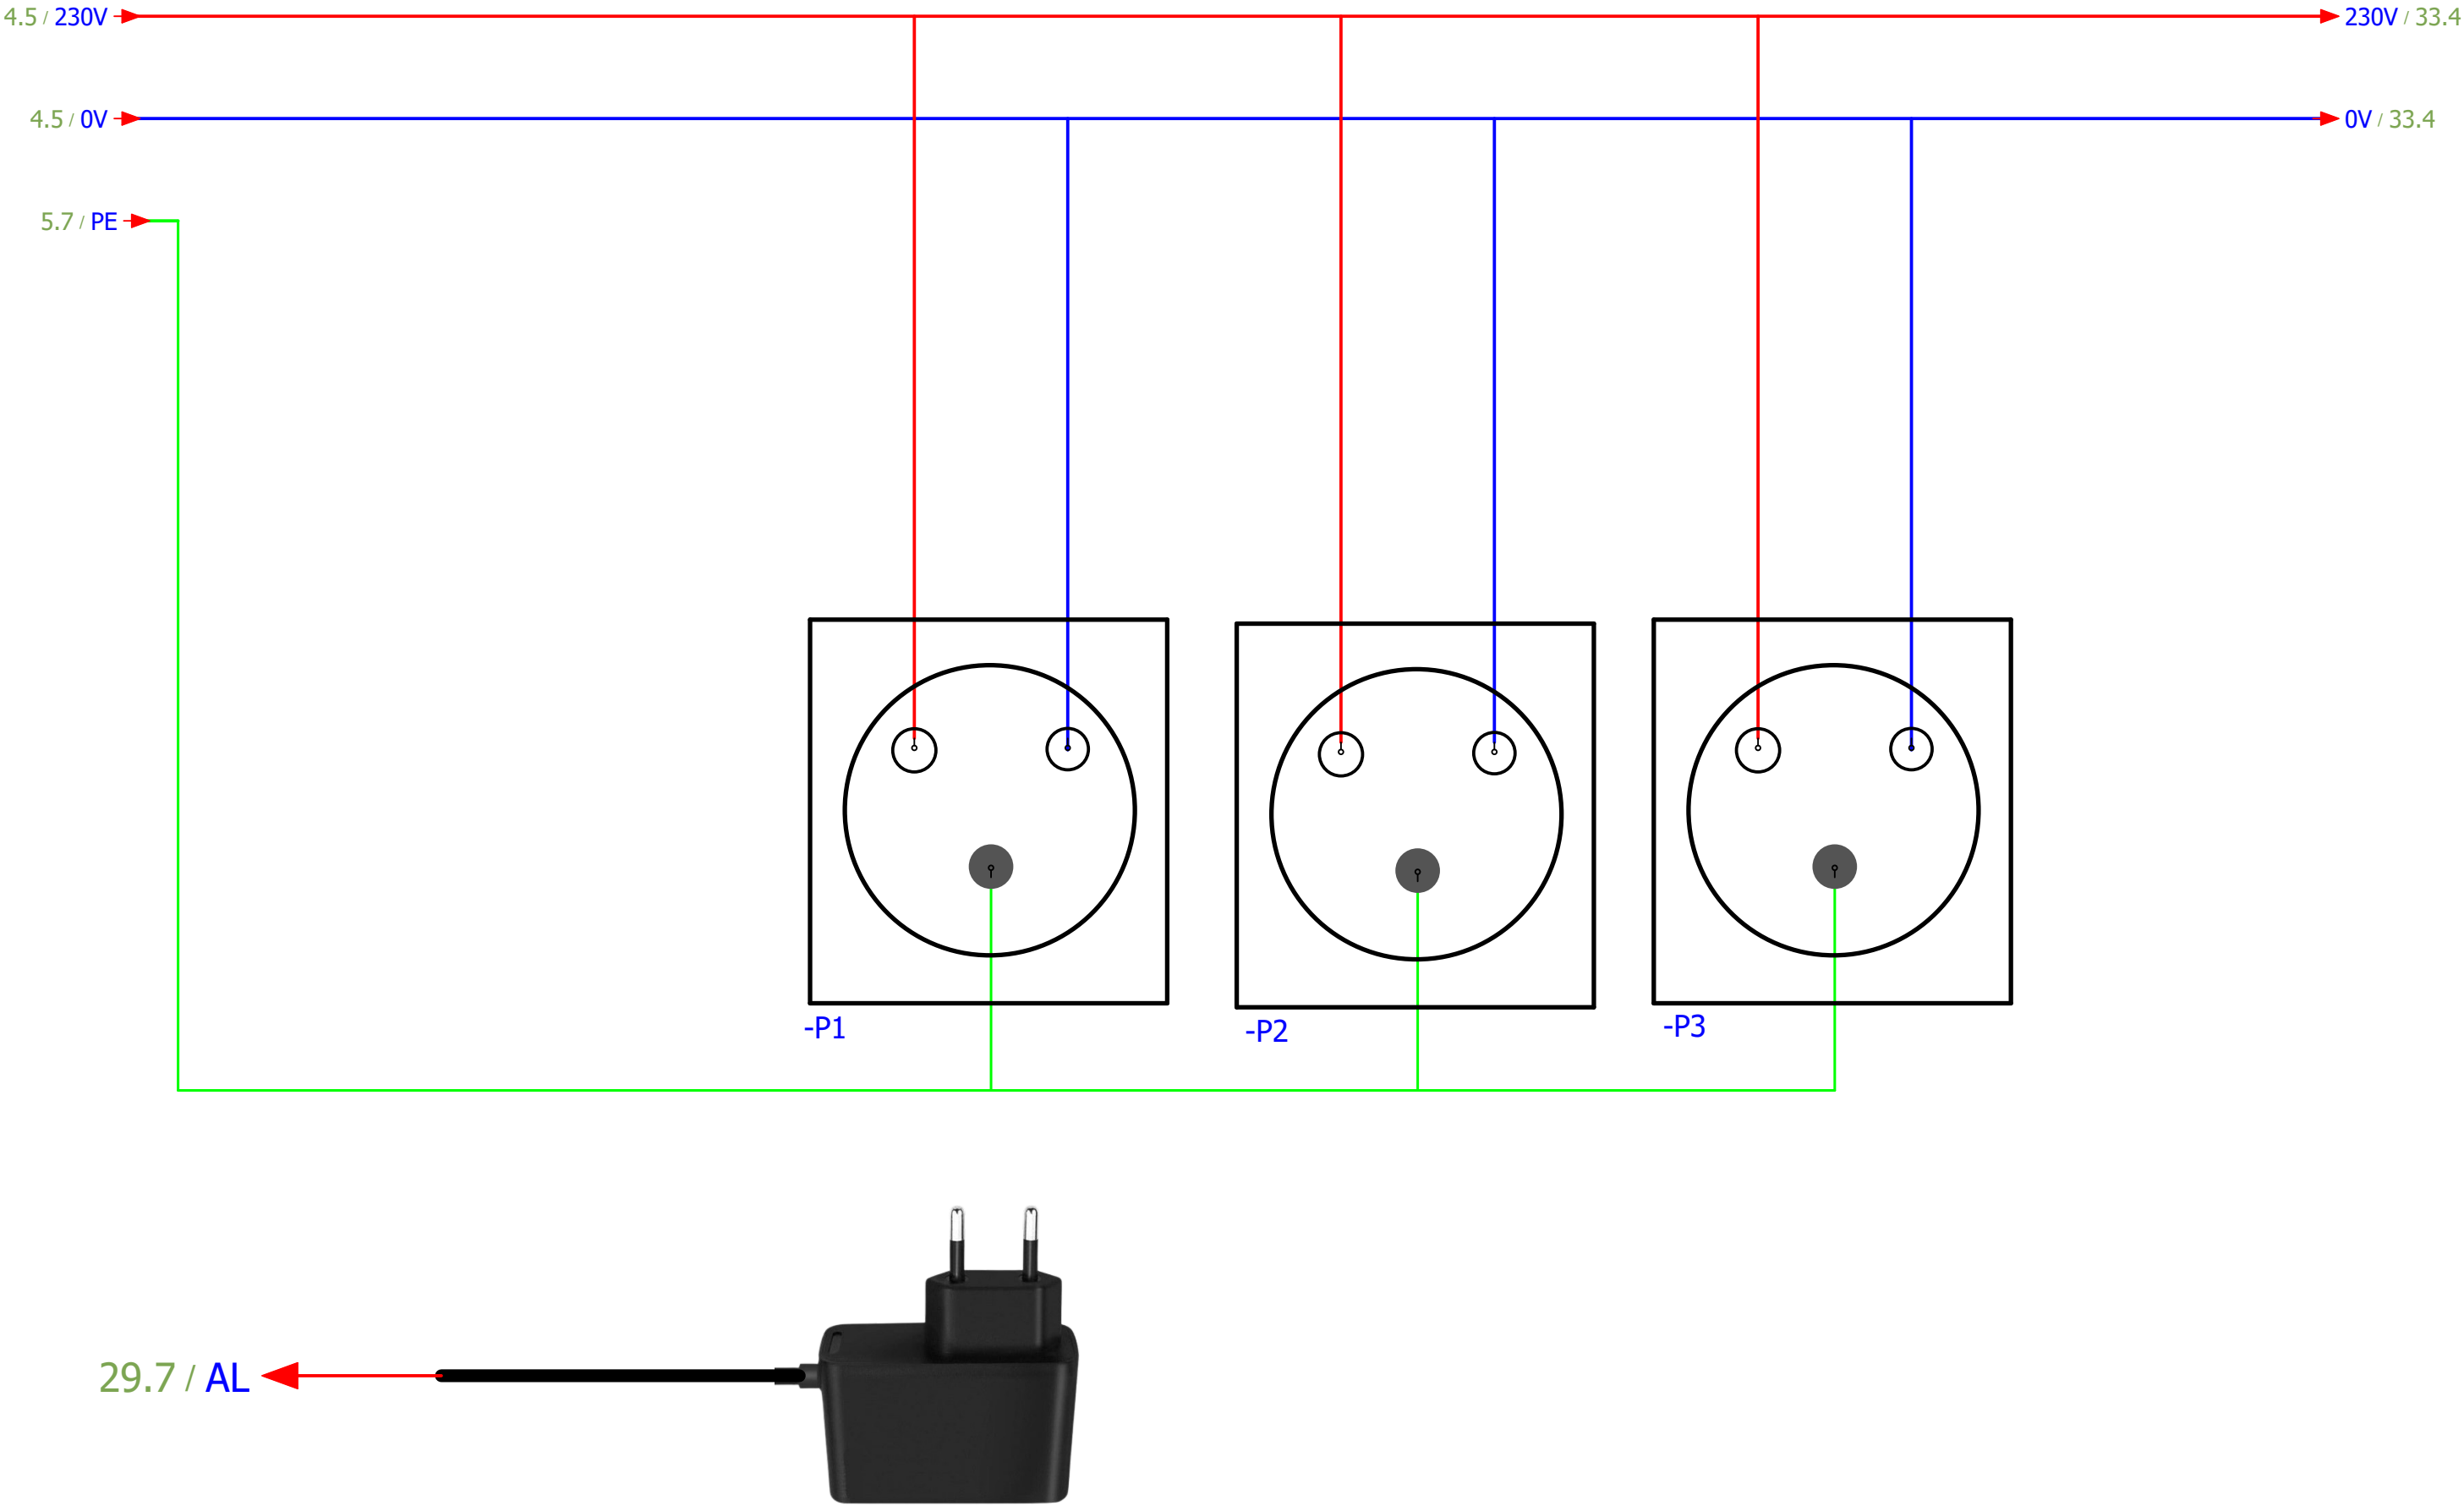 4.5 / 230V
230V / 33.4
4.5 / 0V
0V / 33.4
5.7 / PE
-P1
-P2
-P3
29.7 / AL